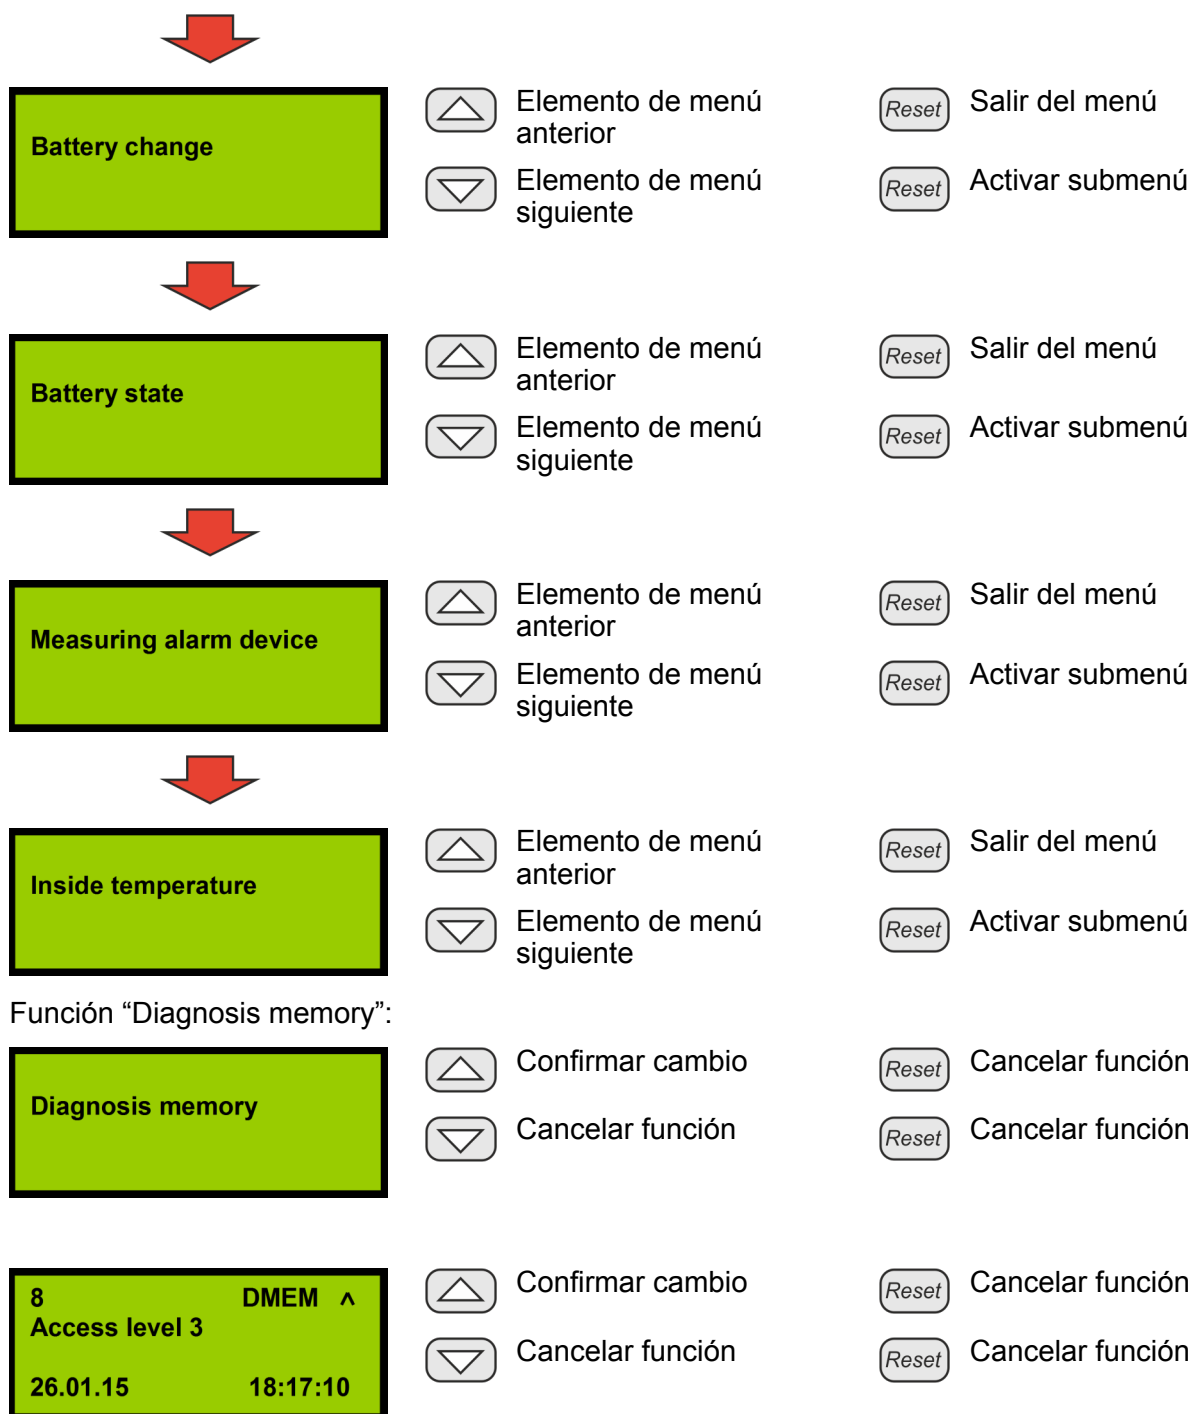 Battery change
Elemento de menú
anterior
Reset
Salir del menú
Elemento de menú
siguiente
Reset
Activar submenú
Battery state
Elemento de menú
anterior
Reset
Salir del menú
Elemento de menú
siguiente
Reset
Activar submenú
Measuring alarm device
Elemento de menú
anterior
Reset
Salir del menú
Elemento de menú
siguiente
Reset
Activar submenú
Inside temperature
Elemento de menú
anterior
Reset
Salir del menú
Elemento de menú
siguiente
Reset
Activar submenú
Función “Diagnosis memory”:
Diagnosis memory
Confirmar cambio
Reset
Cancelar función
Cancelar función
Reset
Cancelar función
8 DMEM ^
Access level 3
26.01.15 18:17:10
Confirmar cambio
Reset
Cancelar función
Cancelar función
Reset
Cancelar función